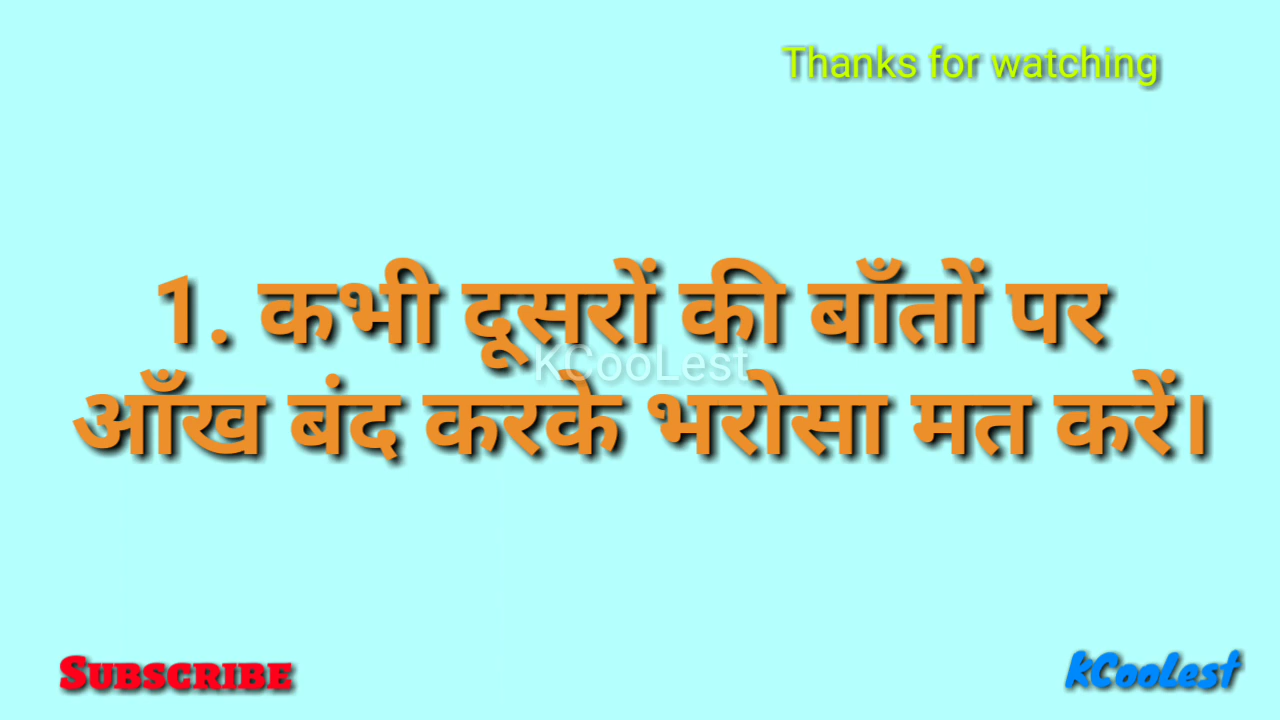 Thanks for watching
1. कभी दूसरों की बाँतों पर
KCooLest
आँख बंद करके भरोसा मत करें।
SUBSCRIBE
KCooLest